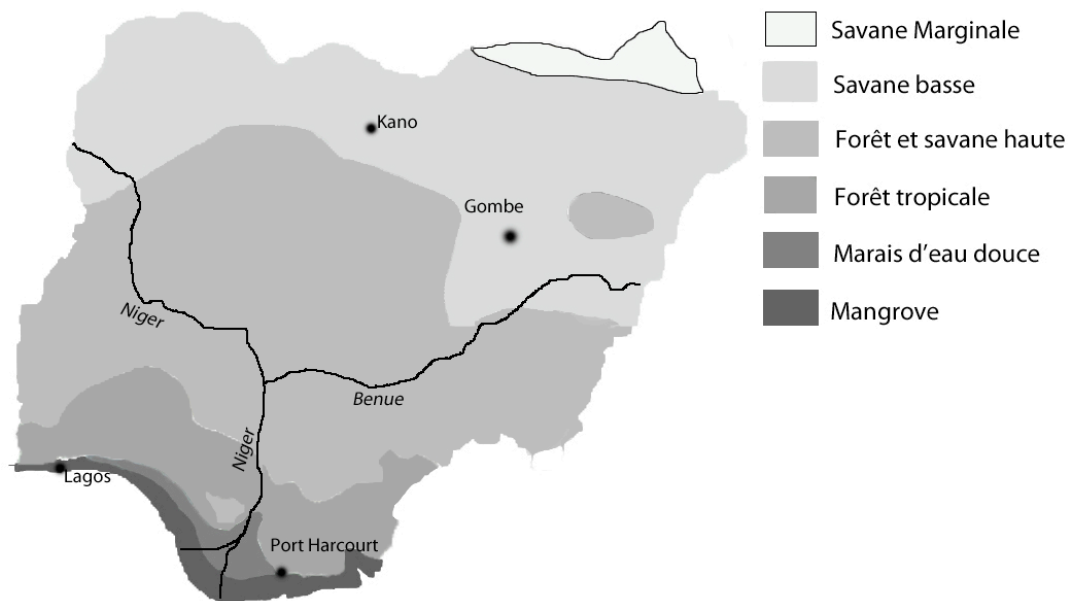 Savane Marginale
Savane basse
Kano
Forêt et savane haute
Forêt tropicale
Gombe
Marais d'eau douce
Mangrove
Niger
Benue
Niger
Lagos
Port Harcourt